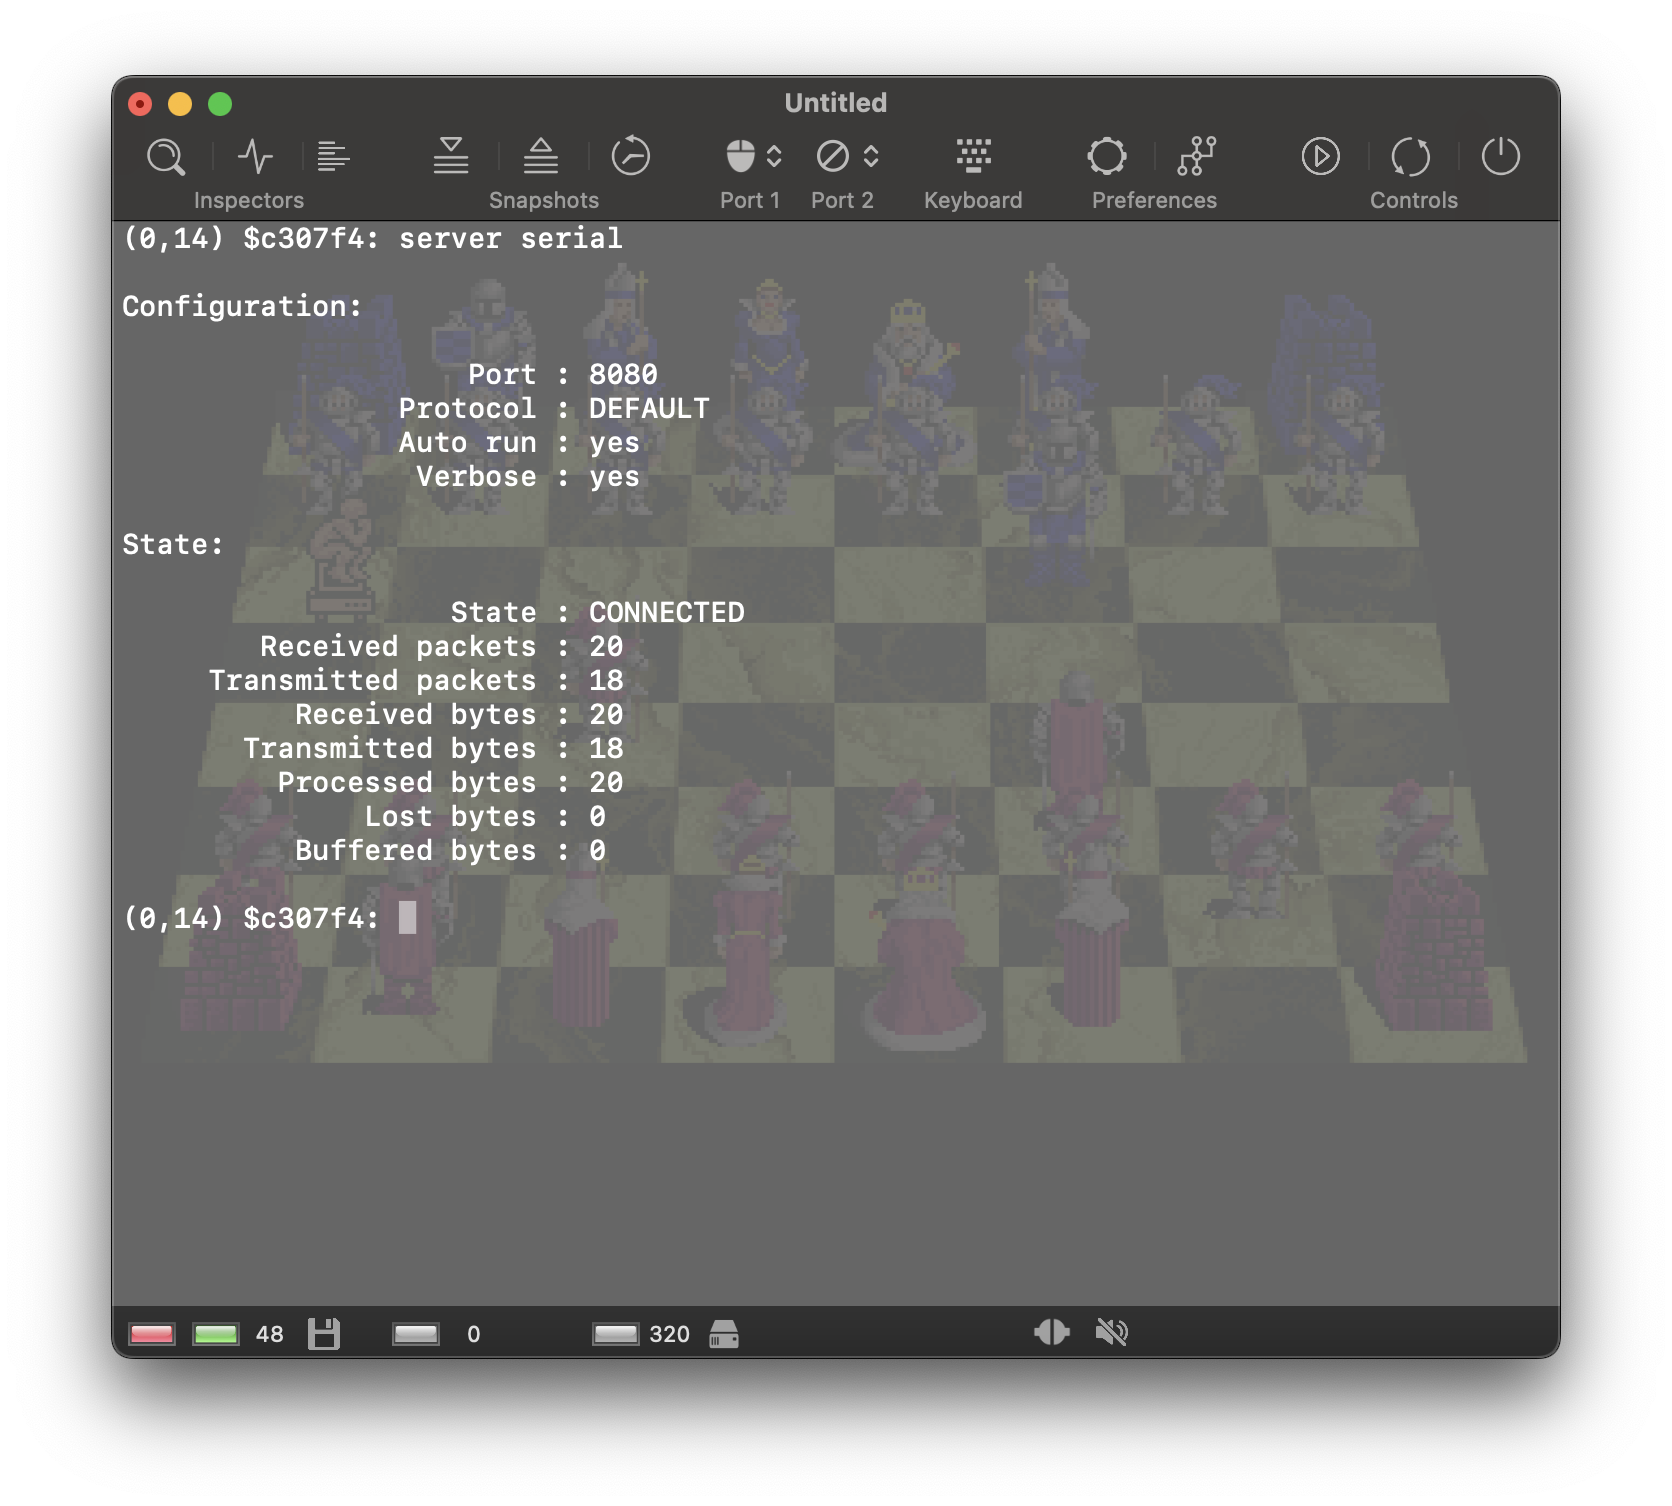 Untitled
Inspectors
Snapshots
Port 1
Port 2
Keyboard
Preferences
Controls
(0,14) $c307f4: server serial
Configuration:
Port : 8080
Protocol : DEFAULT
Auto run : yes
Verbose : yes
State:
State : CONNECTED
Received packets : 20
Transmitted packets : 18
Received bytes : 20
Transmitted bytes : 18
Processed bytes : 20
Lost bytes : 0
Buffered bytes : 0
(0,14) $c307f4:
48
0
320